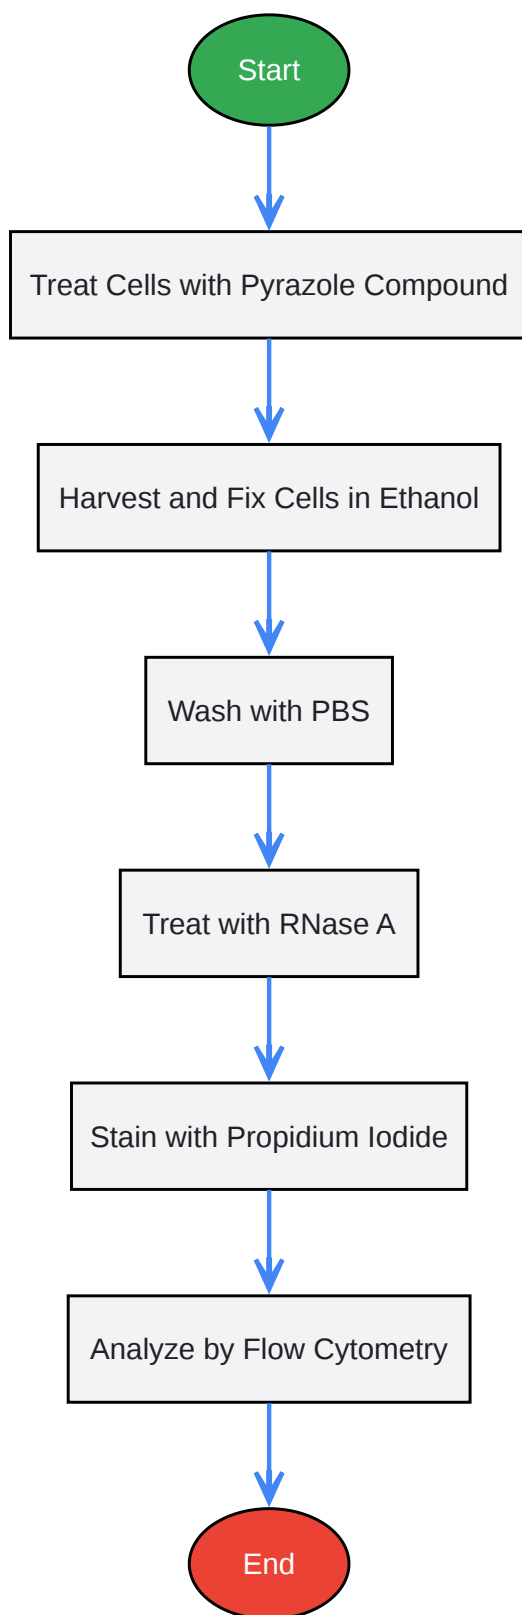 Start
Treat Cells with Pyrazole Compound
Harvest and Fix Cells in Ethanol
Wash with PBS
Treat with RNase A
Stain with Propidium Iodide
Analyze by Flow Cytometry
End